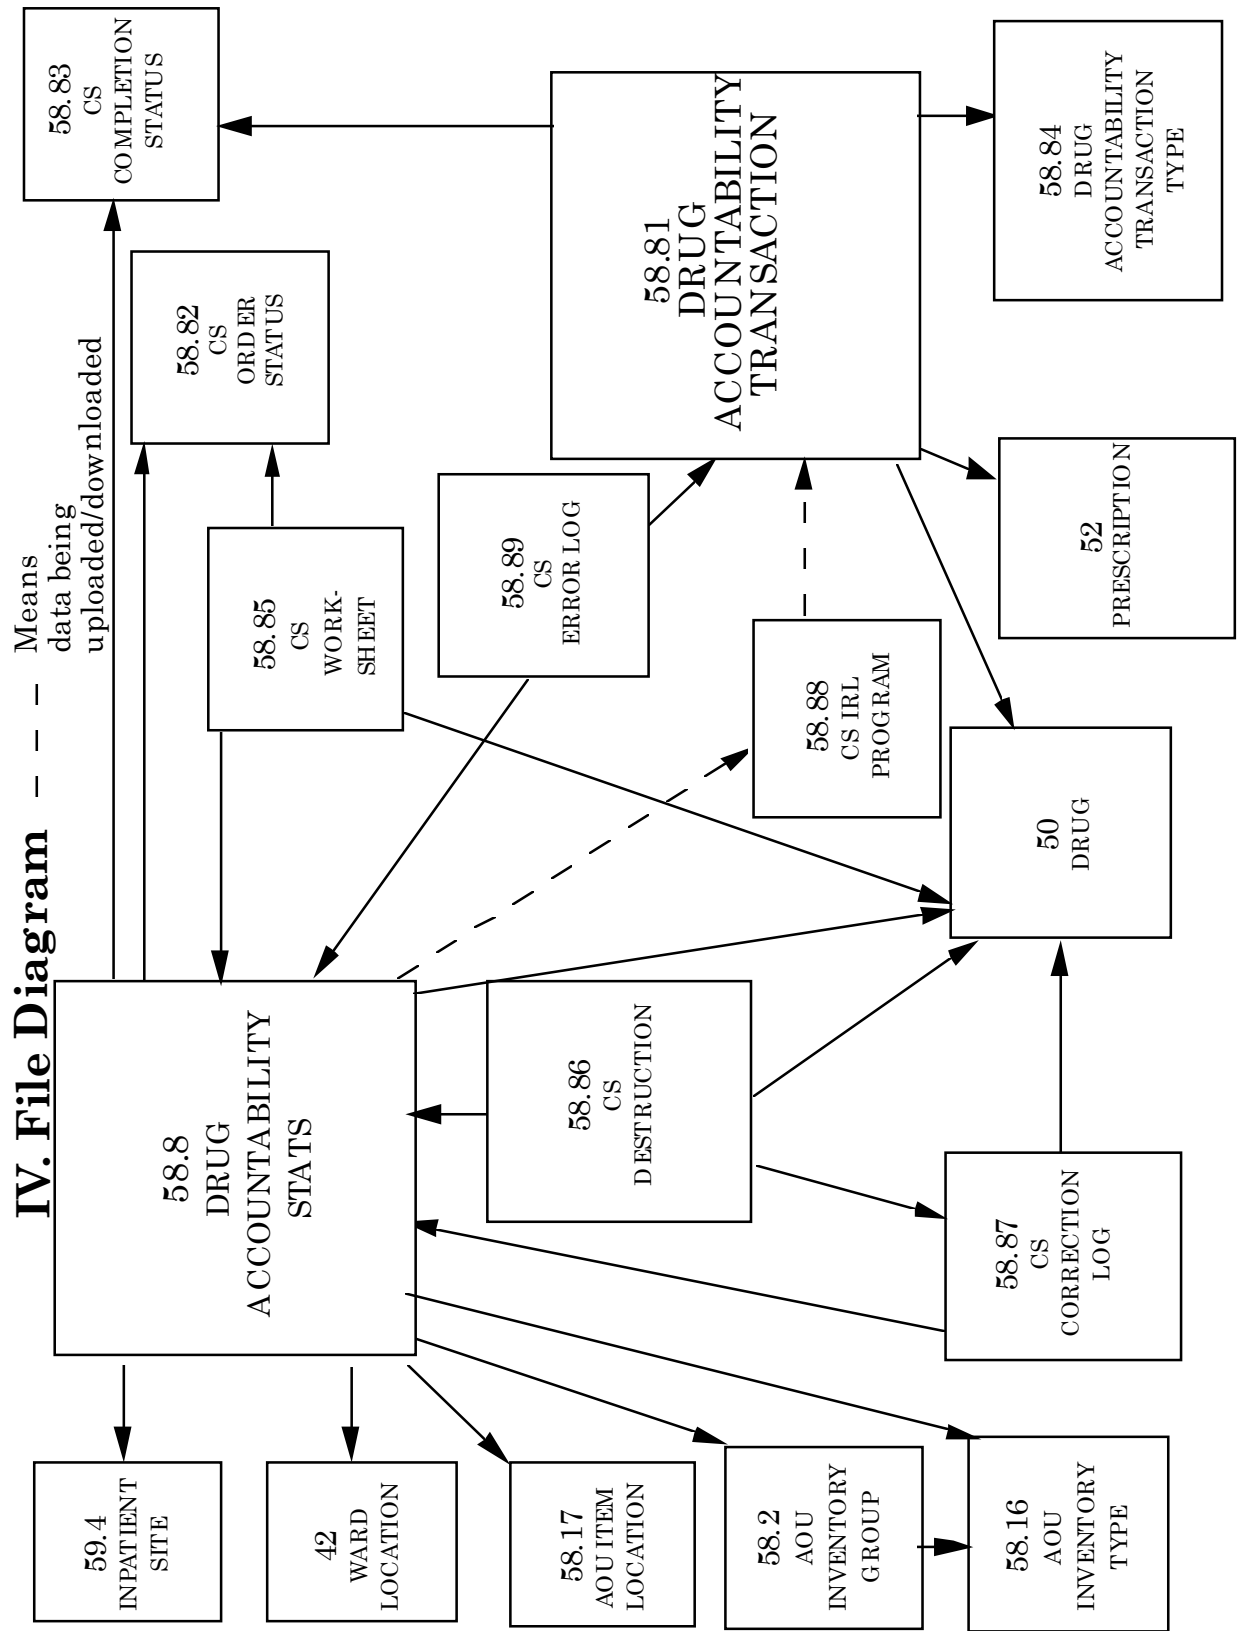 IV. File Diagram – – – Means
data being
uploaded/downloaded
59.4
INPATIENT
SITE
42
WARD
LOCATION
58.17
AOU ITEM
LOCATION
58.2
AOU
INVENTORY
GROUP
58.16
AOU
INVENTORY
TYPE
58.8
DRUG
ACCOUNTABILITY
STATS
58.86
CS
DESTRUCTION
58.87
CS
CORRECTION
LOG
58.85
CS
WORK-
SHEET
58.89
CS
ERROR LOG
58.88
CS IRL
PROGRAM
50
DRUG
58.83
CS
COMPLETION
STATUS
58.82
CS
ORDER
STATUS
58.81
DRUG
ACCOUNTABILITY
TRANSACTION
52
PRESCRIPTION
58.84
DRUG
ACCOUNTABILITY
TRANSACTION
TYPE